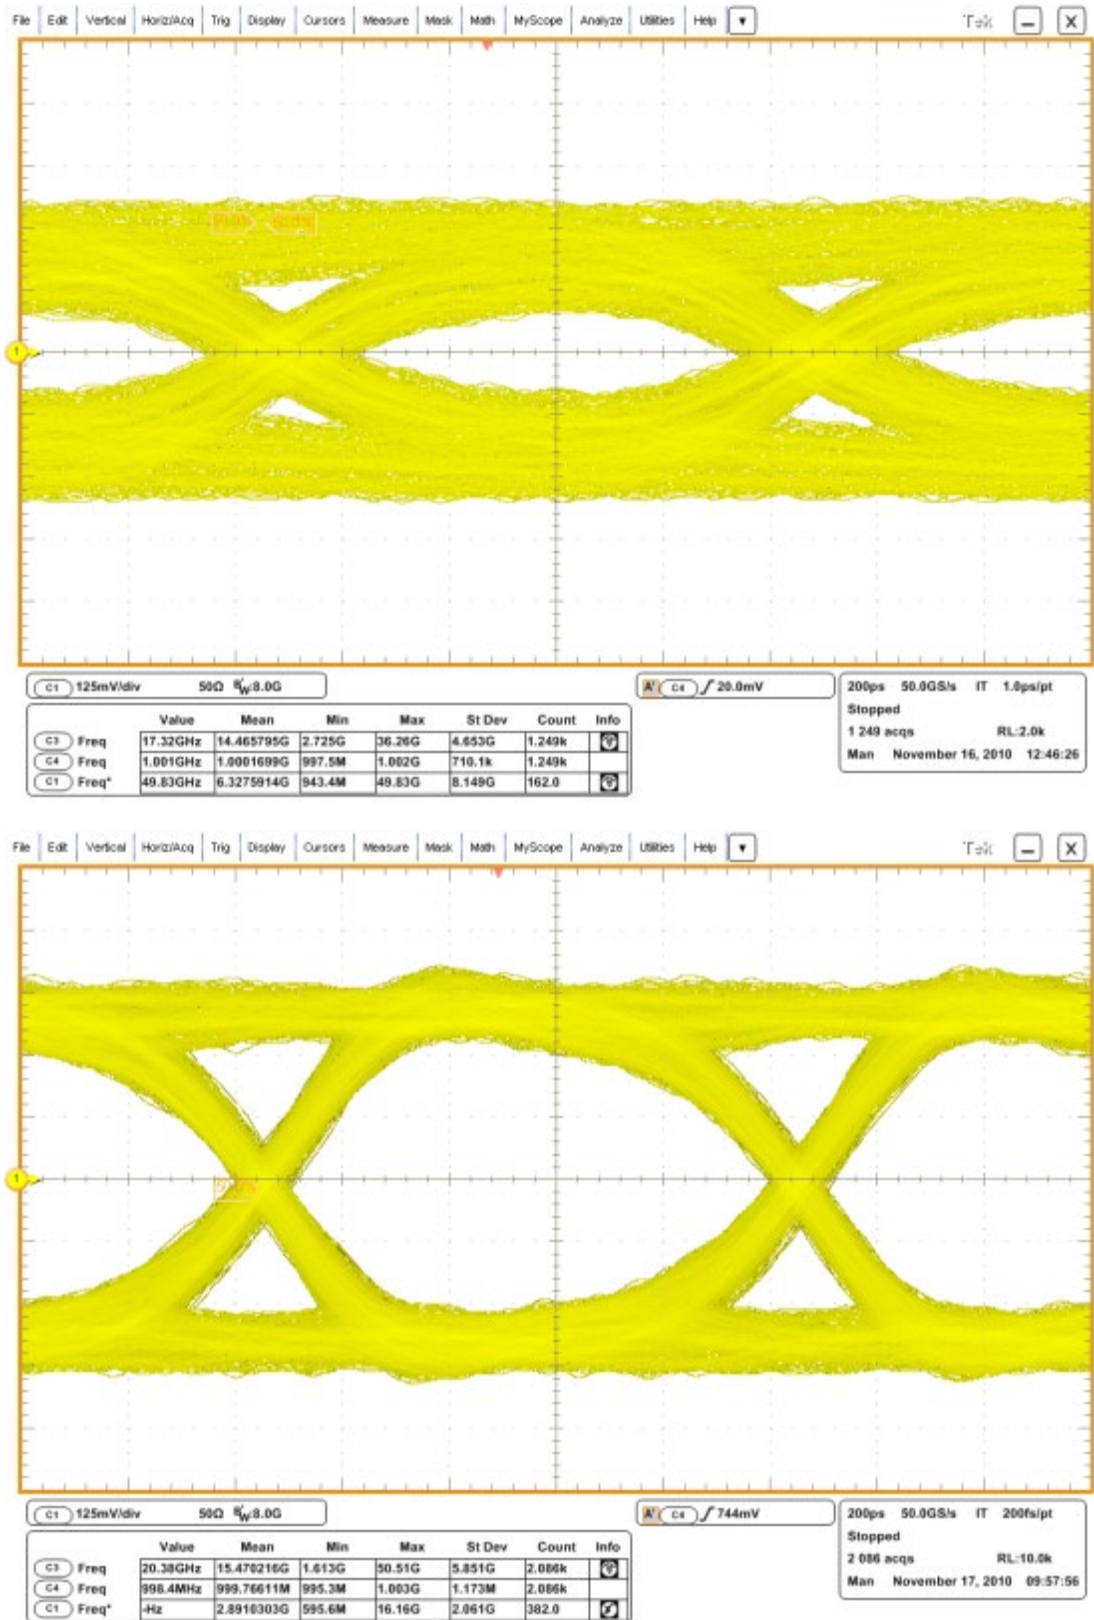 File Edit Vertical Horiz/Acq Trig Display Cursors Measure Mask Math MyScope Analyze Utilities Help Tek
1
C1 125mV/div 50Ω BW:8.0G
A' C4 20.0mV
200ps 50.0GS/s IT 1.0ps/pt
Stopped
1 249 acqs RL:2.0k
Man November 16, 2010 12:46:26
Value Mean Min Max St Dev Count Info
C3 Freq 17.32GHz 14.465795G 2.725G 36.26G 4.653G 1.249k
C4 Freq 1.001GHz 1.0001699G 997.5M 1.002G 710.1k 1.249k
C1 Freq* 49.83GHz 6.3275914G 943.4M 49.83G 8.149G 162.0
File Edit Vertical Horiz/Acq Trig Display Cursors Measure Mask Math MyScope Analyze Utilities Help Tek
1
C1 125mV/div 50Ω BW:8.0G
A' C4 744mV
200ps 50.0GS/s IT 200fs/pt
Stopped
2 086 acqs RL:10.0k
Man November 17, 2010 09:57:56
Value Mean Min Max St Dev Count Info
C3 Freq 20.38GHz 15.470216G 1.613G 50.51G 5.851G 2.086k
C4 Freq 998.4MHz 999.76611M 995.3M 1.003G 1.173M 2.086k
C1 Freq* -Hz 2.8910303G 595.6M 16.16G 2.061G 382.0